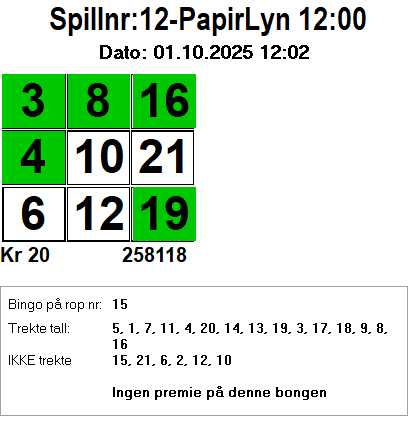 Spillnr:12-PapirLyn 12:00
Dato: 01.10.2025 12:02
3 8 16
4 10 21
6 12 19
Kr 20 258118
Bingo på rop nr: 15
Trekte tall: 5, 1, 7, 11, 4, 20, 14, 13, 19, 3, 17, 18, 9, 8,
16
IKKE trekte 15, 21, 6, 2, 12, 10
Ingen premie på denne bongen